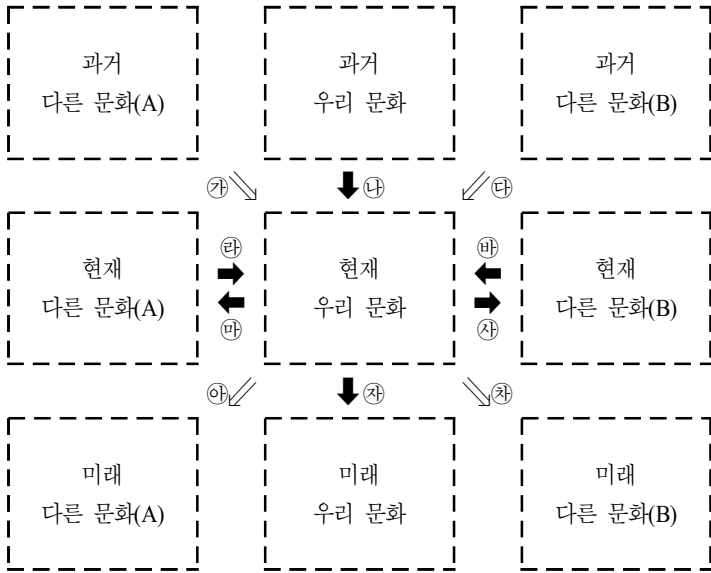 과거 과거 과거
다른 문화(A) 우리 문화 다른 문화(B)
㉮ ㉯ ㉰
㉱ ㉳
현재 현재 현재
다른 문화(A) 우리 문화 다른 문화(B)
㉲ ㉴
㉵ ㉶ ㉷
미래 미래 미래
다른 문화(A) 우리 문화 다른 문화(B)